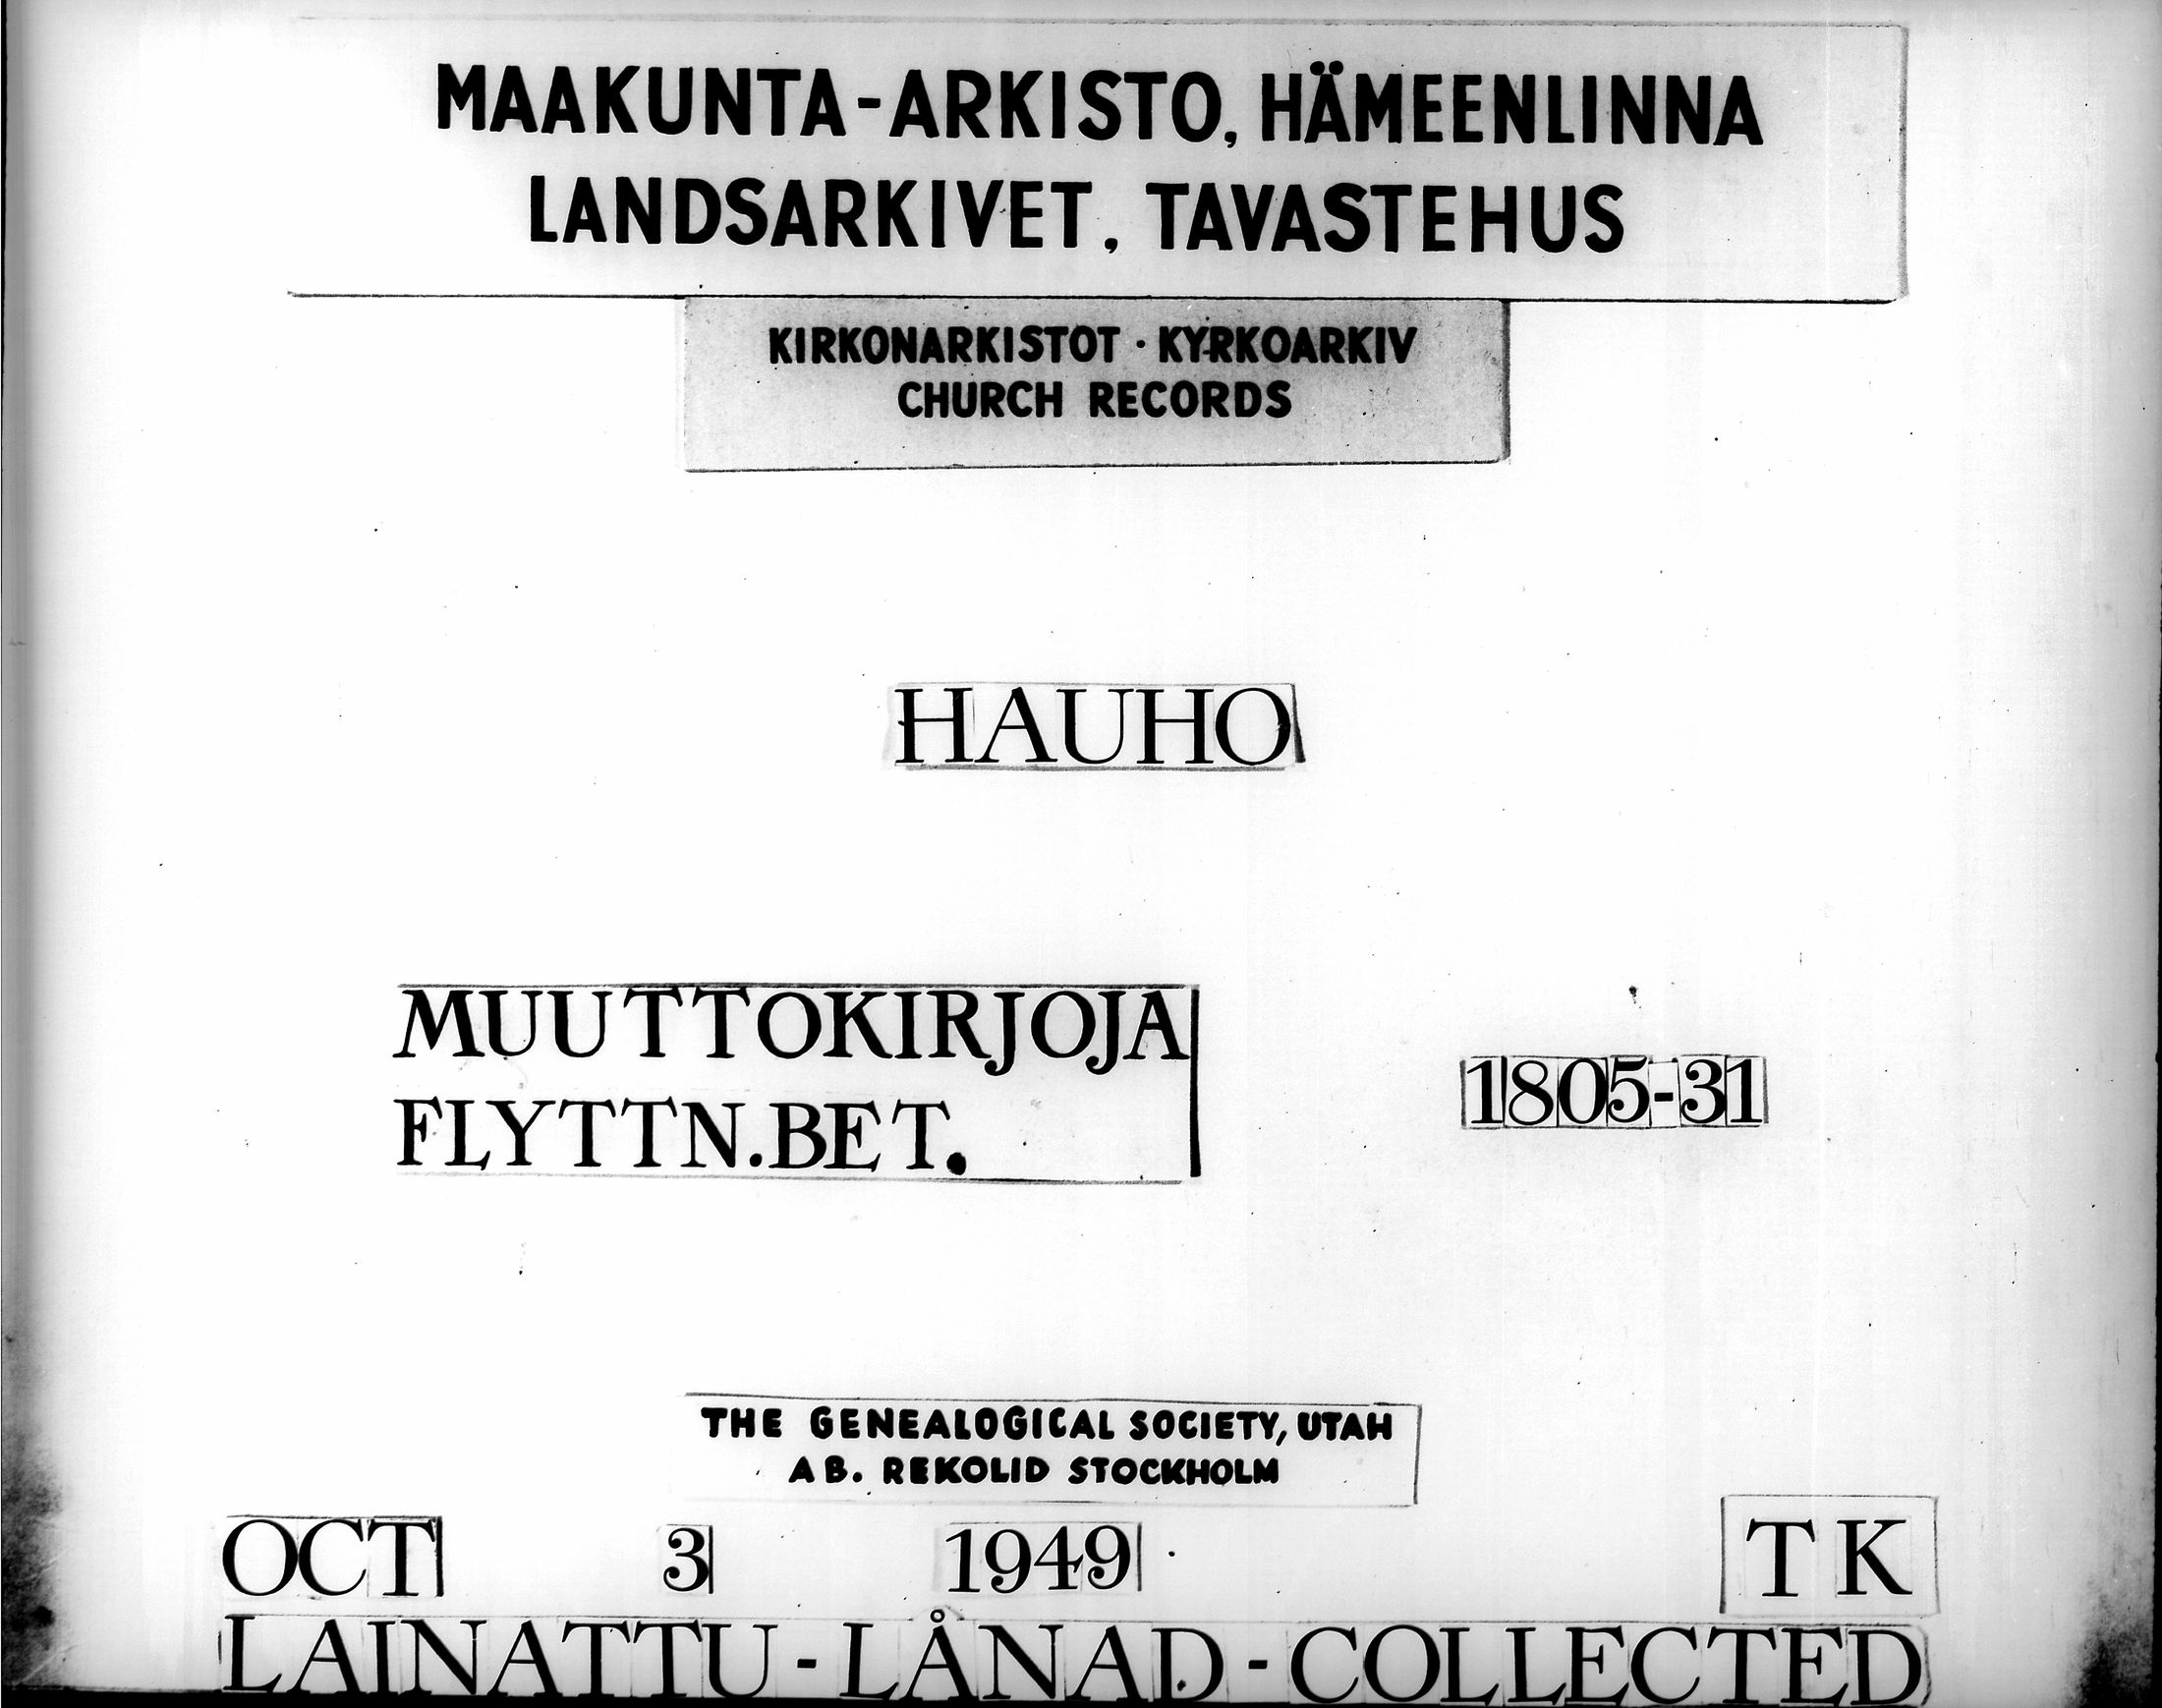 MAAKUNTA-ARKISTO, HÄMEENLINNA
LANDSARKIVET, TAVASTEHUS
KIRKONARKISTOT · KYRKOARKIV
CHURCH RECORDS
HAUHO
MUUTTOKIRJOJA
FLYTTN.BET.
1805-31
THE GENEALOGICAL SOCIETY, UTAH
AB. REKOLID STOCKHOLM
OCT 3 1949 TK
LAINATTU - LÅNAD - COLLECTED